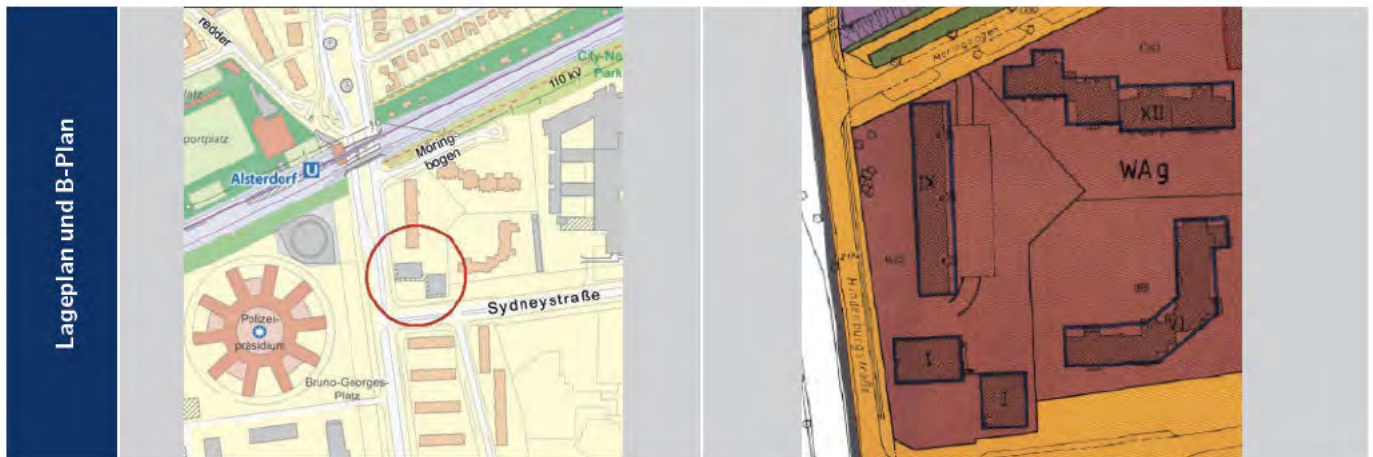 Lageplan und B-Plan
redder
City-No
Park
110 kV
portplatz
Moring-
bogen
Alsterdorf U
Sydneystraße
Polizei-
präsidium
Bruno-Georges-
Platz
Moringbogen
XII
WA g
IX
Hindenburgstraße
VI
I
I